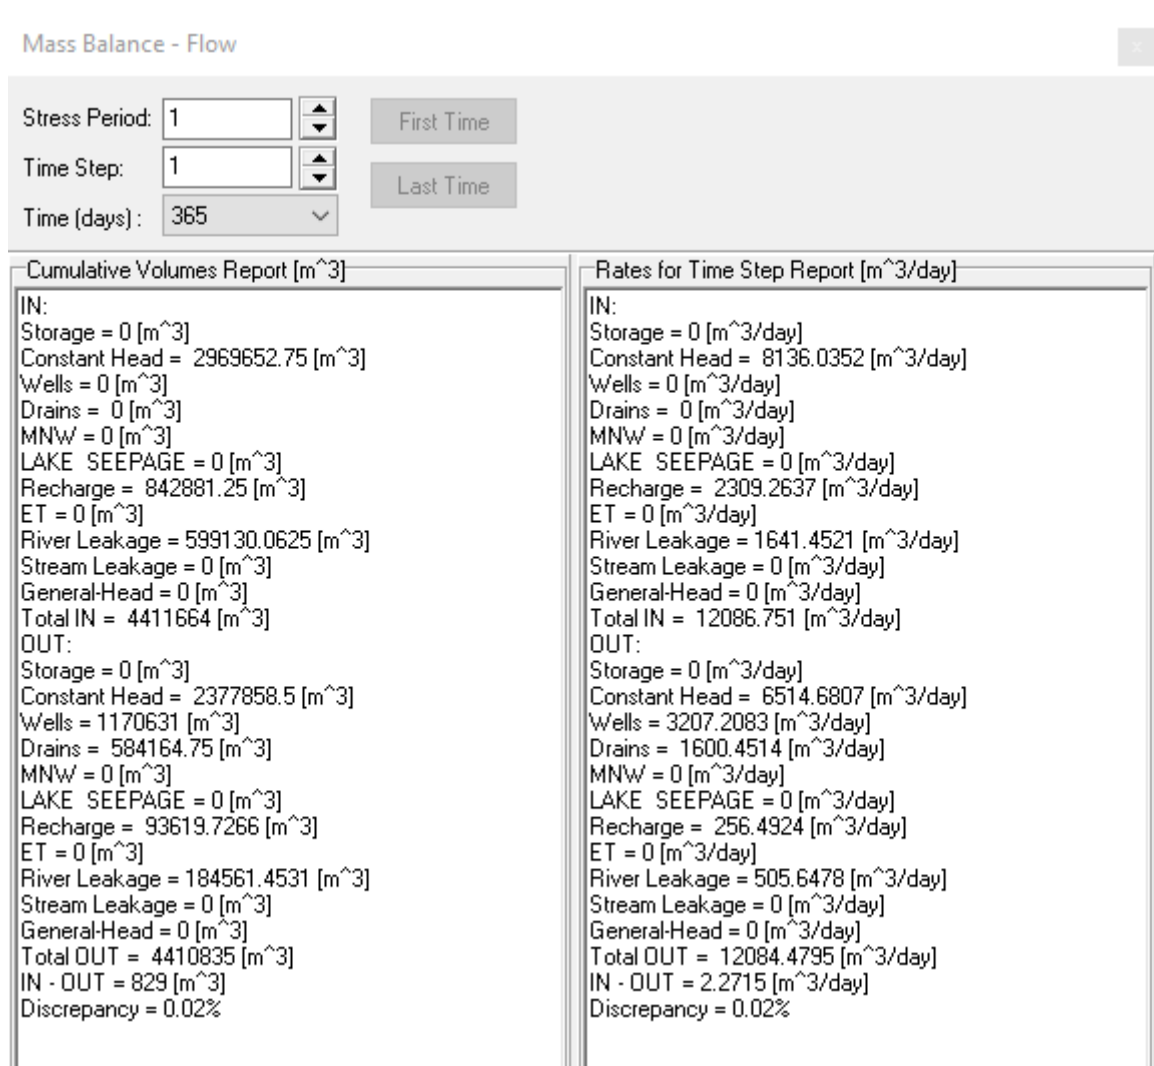 Mass Balance - Flow
x
Stress Period: 1
First Time
Time Step: 1
Last Time
Time (days) : 365
Cumulative Volumes Report [m^3]
IN:
Storage = 0 [m^3]
Constant Head =  2969652.75 [m^3]
Wells = 0 [m^3]
Drains =  0 [m^3]
MNW = 0 [m^3]
LAKE  SEEPAGE = 0 [m^3]
Recharge =  842881.25 [m^3]
ET = 0 [m^3]
River Leakage = 599130.0625 [m^3]
Stream Leakage = 0 [m^3]
General-Head = 0 [m^3]
Total IN =  4411664 [m^3]
OUT:
Storage = 0 [m^3]
Constant Head =  2377858.5 [m^3]
Wells = 1170631 [m^3]
Drains =  584164.75 [m^3]
MNW = 0 [m^3]
LAKE  SEEPAGE = 0 [m^3]
Recharge =  93619.7266 [m^3]
ET = 0 [m^3]
River Leakage = 184561.4531 [m^3]
Stream Leakage = 0 [m^3]
General-Head = 0 [m^3]
Total OUT =  4410835 [m^3]
IN - OUT = 829 [m^3]
Discrepancy = 0.02%
Rates for Time Step Report [m^3/day]
IN:
Storage = 0 [m^3/day]
Constant Head =  8136.0352 [m^3/day]
Wells = 0 [m^3/day]
Drains =  0 [m^3/day]
MNW = 0 [m^3/day]
LAKE  SEEPAGE = 0 [m^3/day]
Recharge =  2309.2637 [m^3/day]
ET = 0 [m^3/day]
River Leakage = 1641.4521 [m^3/day]
Stream Leakage = 0 [m^3/day]
General-Head = 0 [m^3/day]
Total IN =  12086.751 [m^3/day]
OUT:
Storage = 0 [m^3/day]
Constant Head =  6514.6807 [m^3/day]
Wells = 3207.2083 [m^3/day]
Drains =  1600.4514 [m^3/day]
MNW = 0 [m^3/day]
LAKE  SEEPAGE = 0 [m^3/day]
Recharge =  256.4924 [m^3/day]
ET = 0 [m^3/day]
River Leakage = 505.6478 [m^3/day]
Stream Leakage = 0 [m^3/day]
General-Head = 0 [m^3/day]
Total OUT =  12084.4795 [m^3/day]
IN - OUT = 2.2715 [m^3/day]
Discrepancy = 0.02%